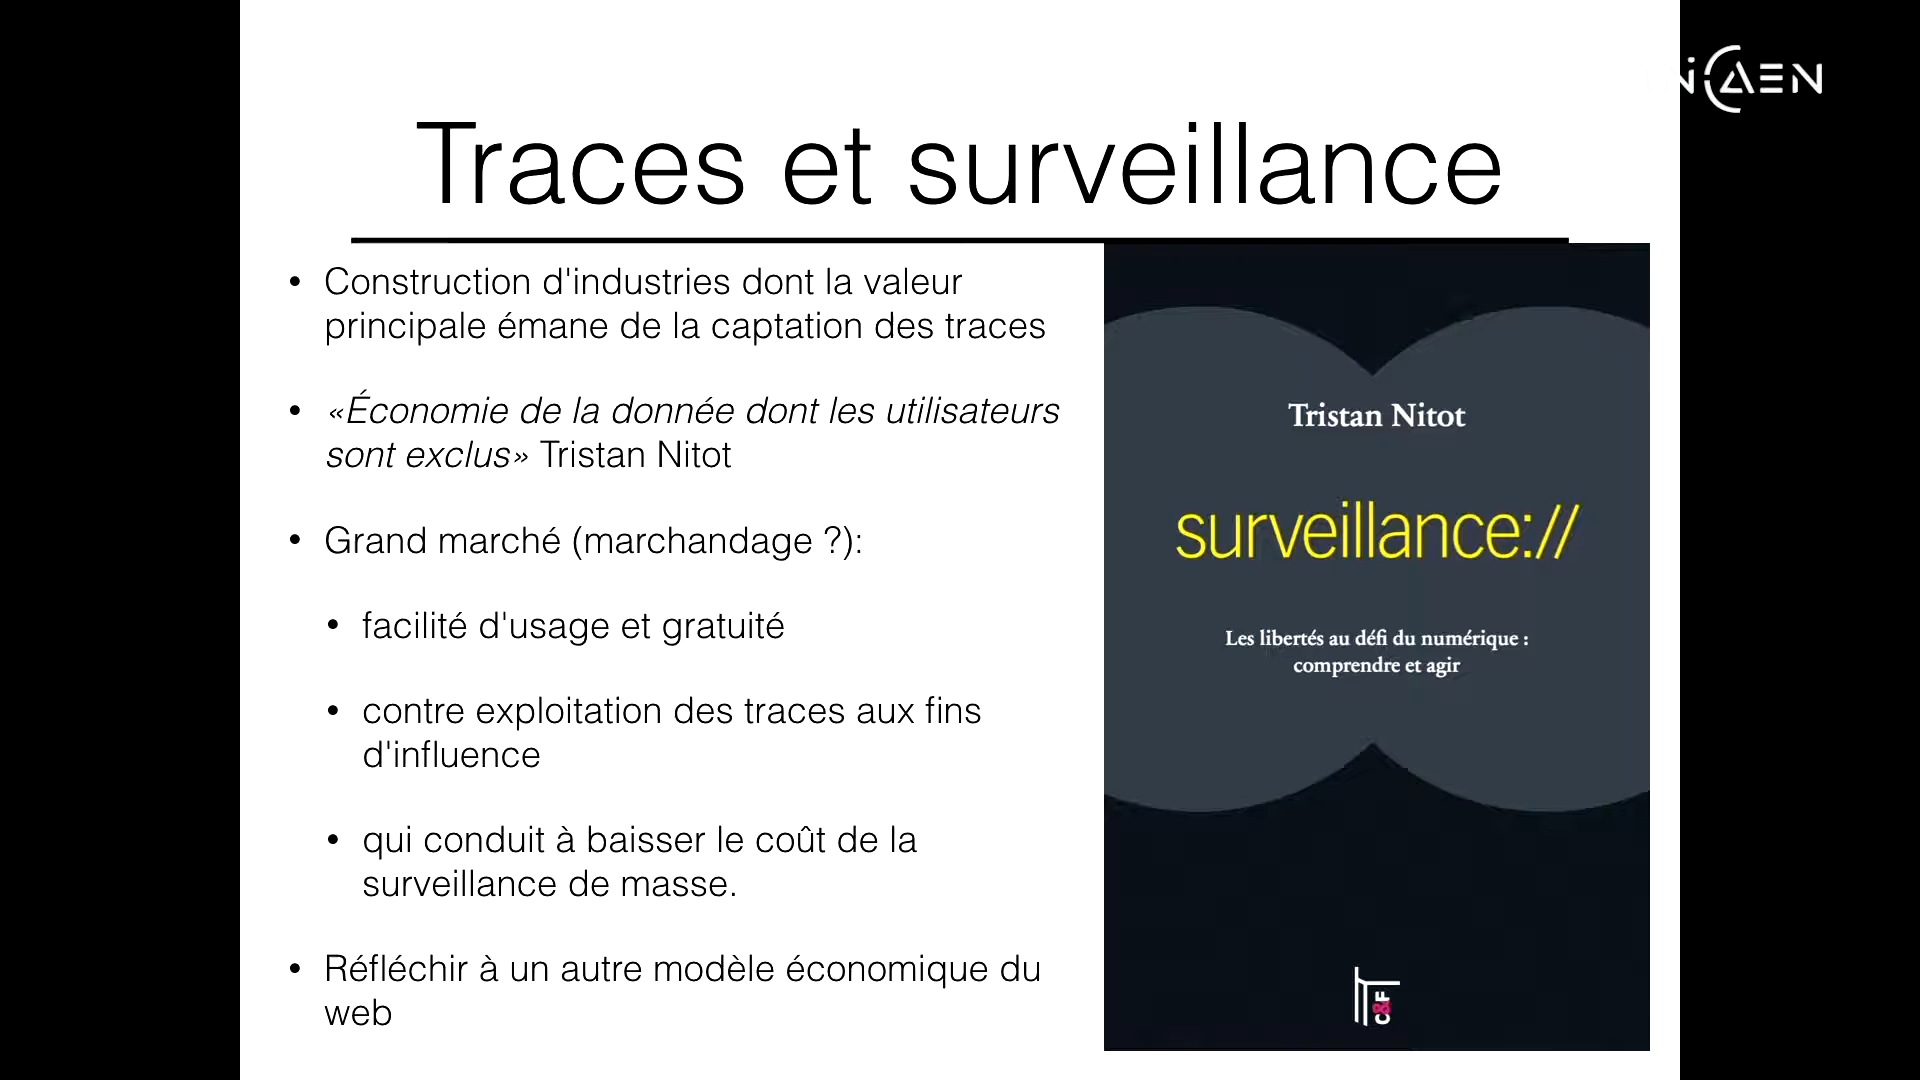 NICAEN
Traces et surveillance
• Construction d'industries dont la valeur
principale émane de la captation des traces
• «Économie de la donnée dont les utilisateurs
sont exclus» Tristan Nitot
• Grand marché (marchandage ?):
• facilité d'usage et gratuité
• contre exploitation des traces aux fins
d'influence
• qui conduit à baisser le coût de la
surveillance de masse.
• Réfléchir à un autre modèle économique du
web
Tristan Nitot
surveillance://
Les libertés au défi du numérique :
comprendre et agir
C&F